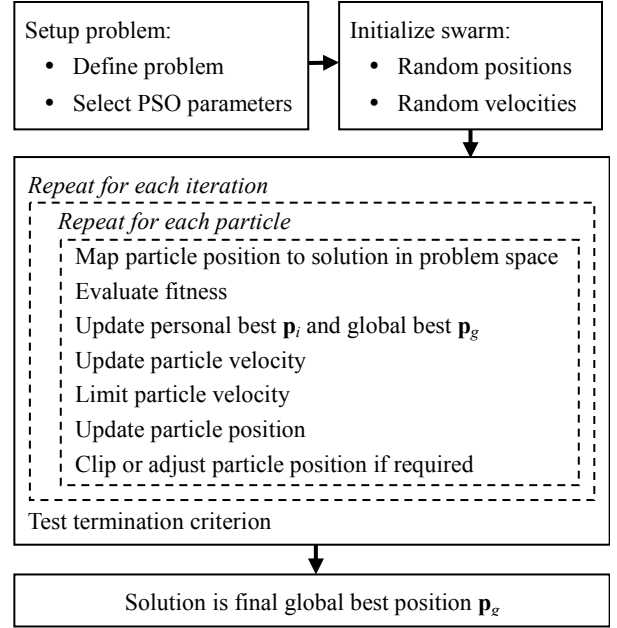 Setup problem:
• Define problem
• Select PSO parameters
Initialize swarm:
• Random positions
• Random velocities
Repeat for each iteration
Repeat for each particle
Map particle position to solution in problem space
Evaluate fitness
Update personal best p_i and global best p_g
Update particle velocity
Limit particle velocity
Update particle position
Clip or adjust particle position if required
Test termination criterion
Solution is final global best position p_g